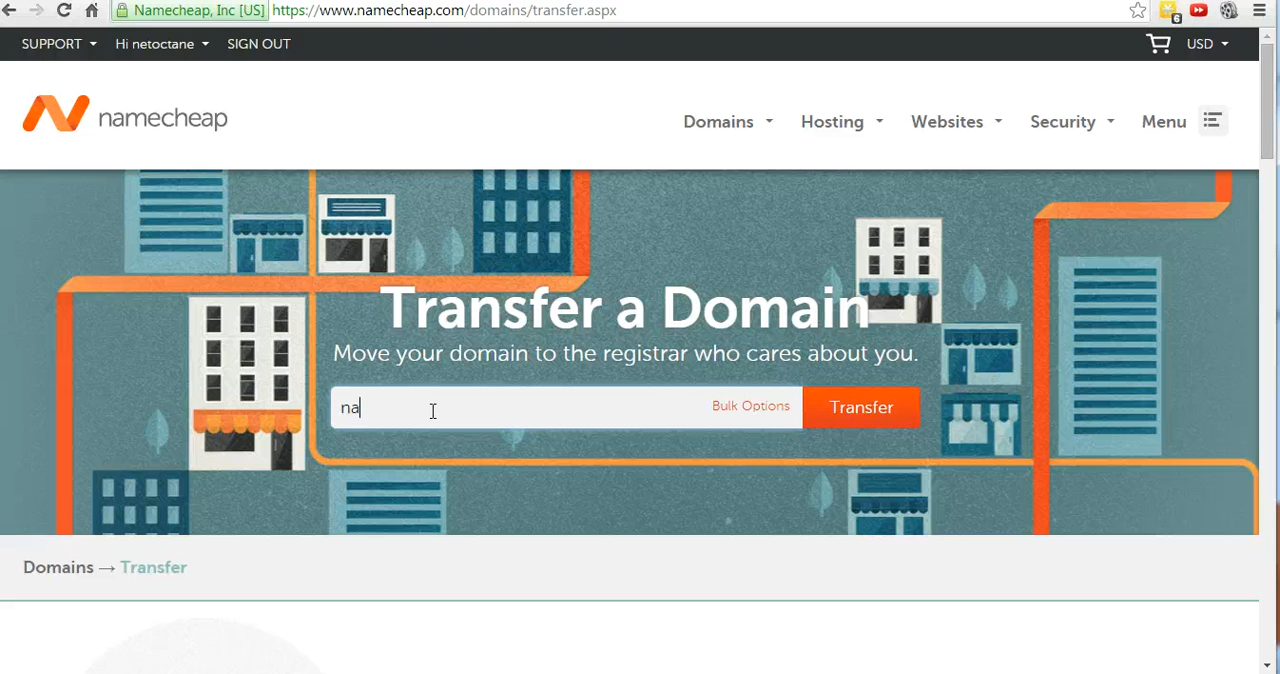 Namecheap, Inc [US] https://www.namecheap.com/domains/transfer.aspx
6
SUPPORT Hi netoctane SIGN OUT USD
namecheap Domains Hosting Websites Security Menu
Transfer a Domain
Move your domain to the registrar who cares about you.
na Bulk Options Transfer
Domains → Transfer